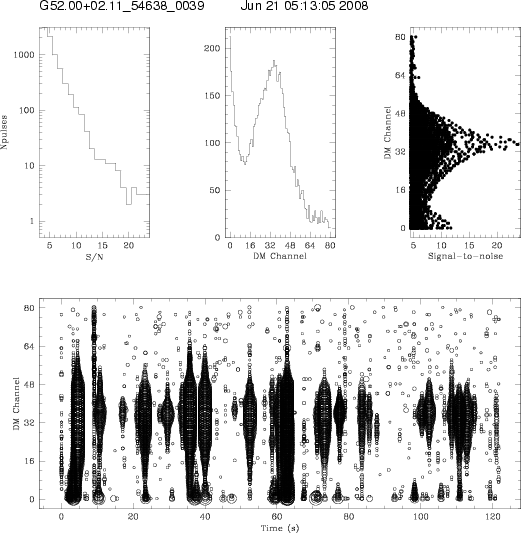 G52.00+02.11_54638_0039 Jun 21 05:13:05 2008
1000
100
10
1
Npulses
5 10 15 20
S/N
200
150
100
50
0
0 16 32 48 64 80
DM Channel
80
64
48
32
16
0
DM Channel
5 10 15 20
Signal-to-noise
80
64
48
32
16
0
DM Channel
0 20 40 60 80 100 120
Time (s)